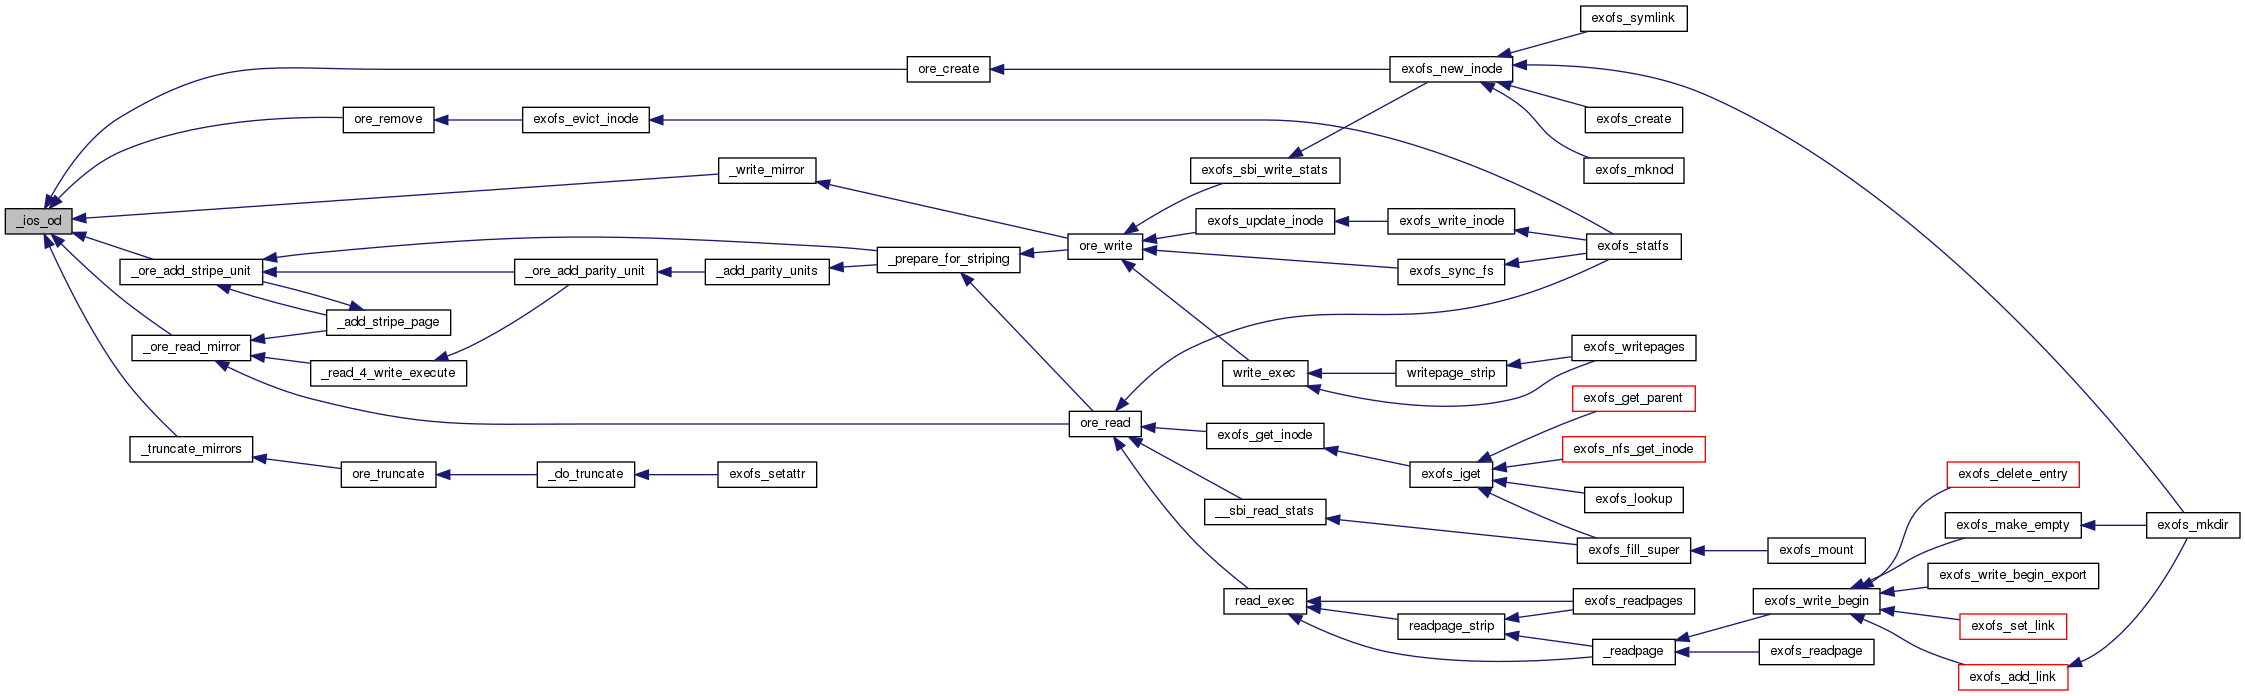 exofs_symlink
ore_create
exofs_new_inode
ore_remove
exofs_evict_inode
exofs_create
_write_mirror
exofs_sbi_write_stats
exofs_mknod
_ios_od
exofs_update_inode
exofs_write_inode
ore_write
exofs_statfs
_prepare_for_striping
_ore_add_stripe_unit
_ore_add_parity_unit
_add_parity_units
exofs_sync_fs
_add_stripe_page
_ore_read_mirror
exofs_writepages
_read_4_write_execute
write_exec
writepage_strip
exofs_get_parent
ore_read
exofs_get_inode
_truncate_mirrors
exofs_nfs_get_inode
ore_truncate
_do_truncate
exofs_setattr
exofs_iget
exofs_delete_entry
exofs_lookup
__sbi_read_stats
exofs_make_empty
exofs_mkdir
exofs_fill_super
exofs_mount
exofs_write_begin_export
read_exec
exofs_readpages
exofs_write_begin
readpage_strip
exofs_set_link
_readpage
exofs_readpage
exofs_add_link